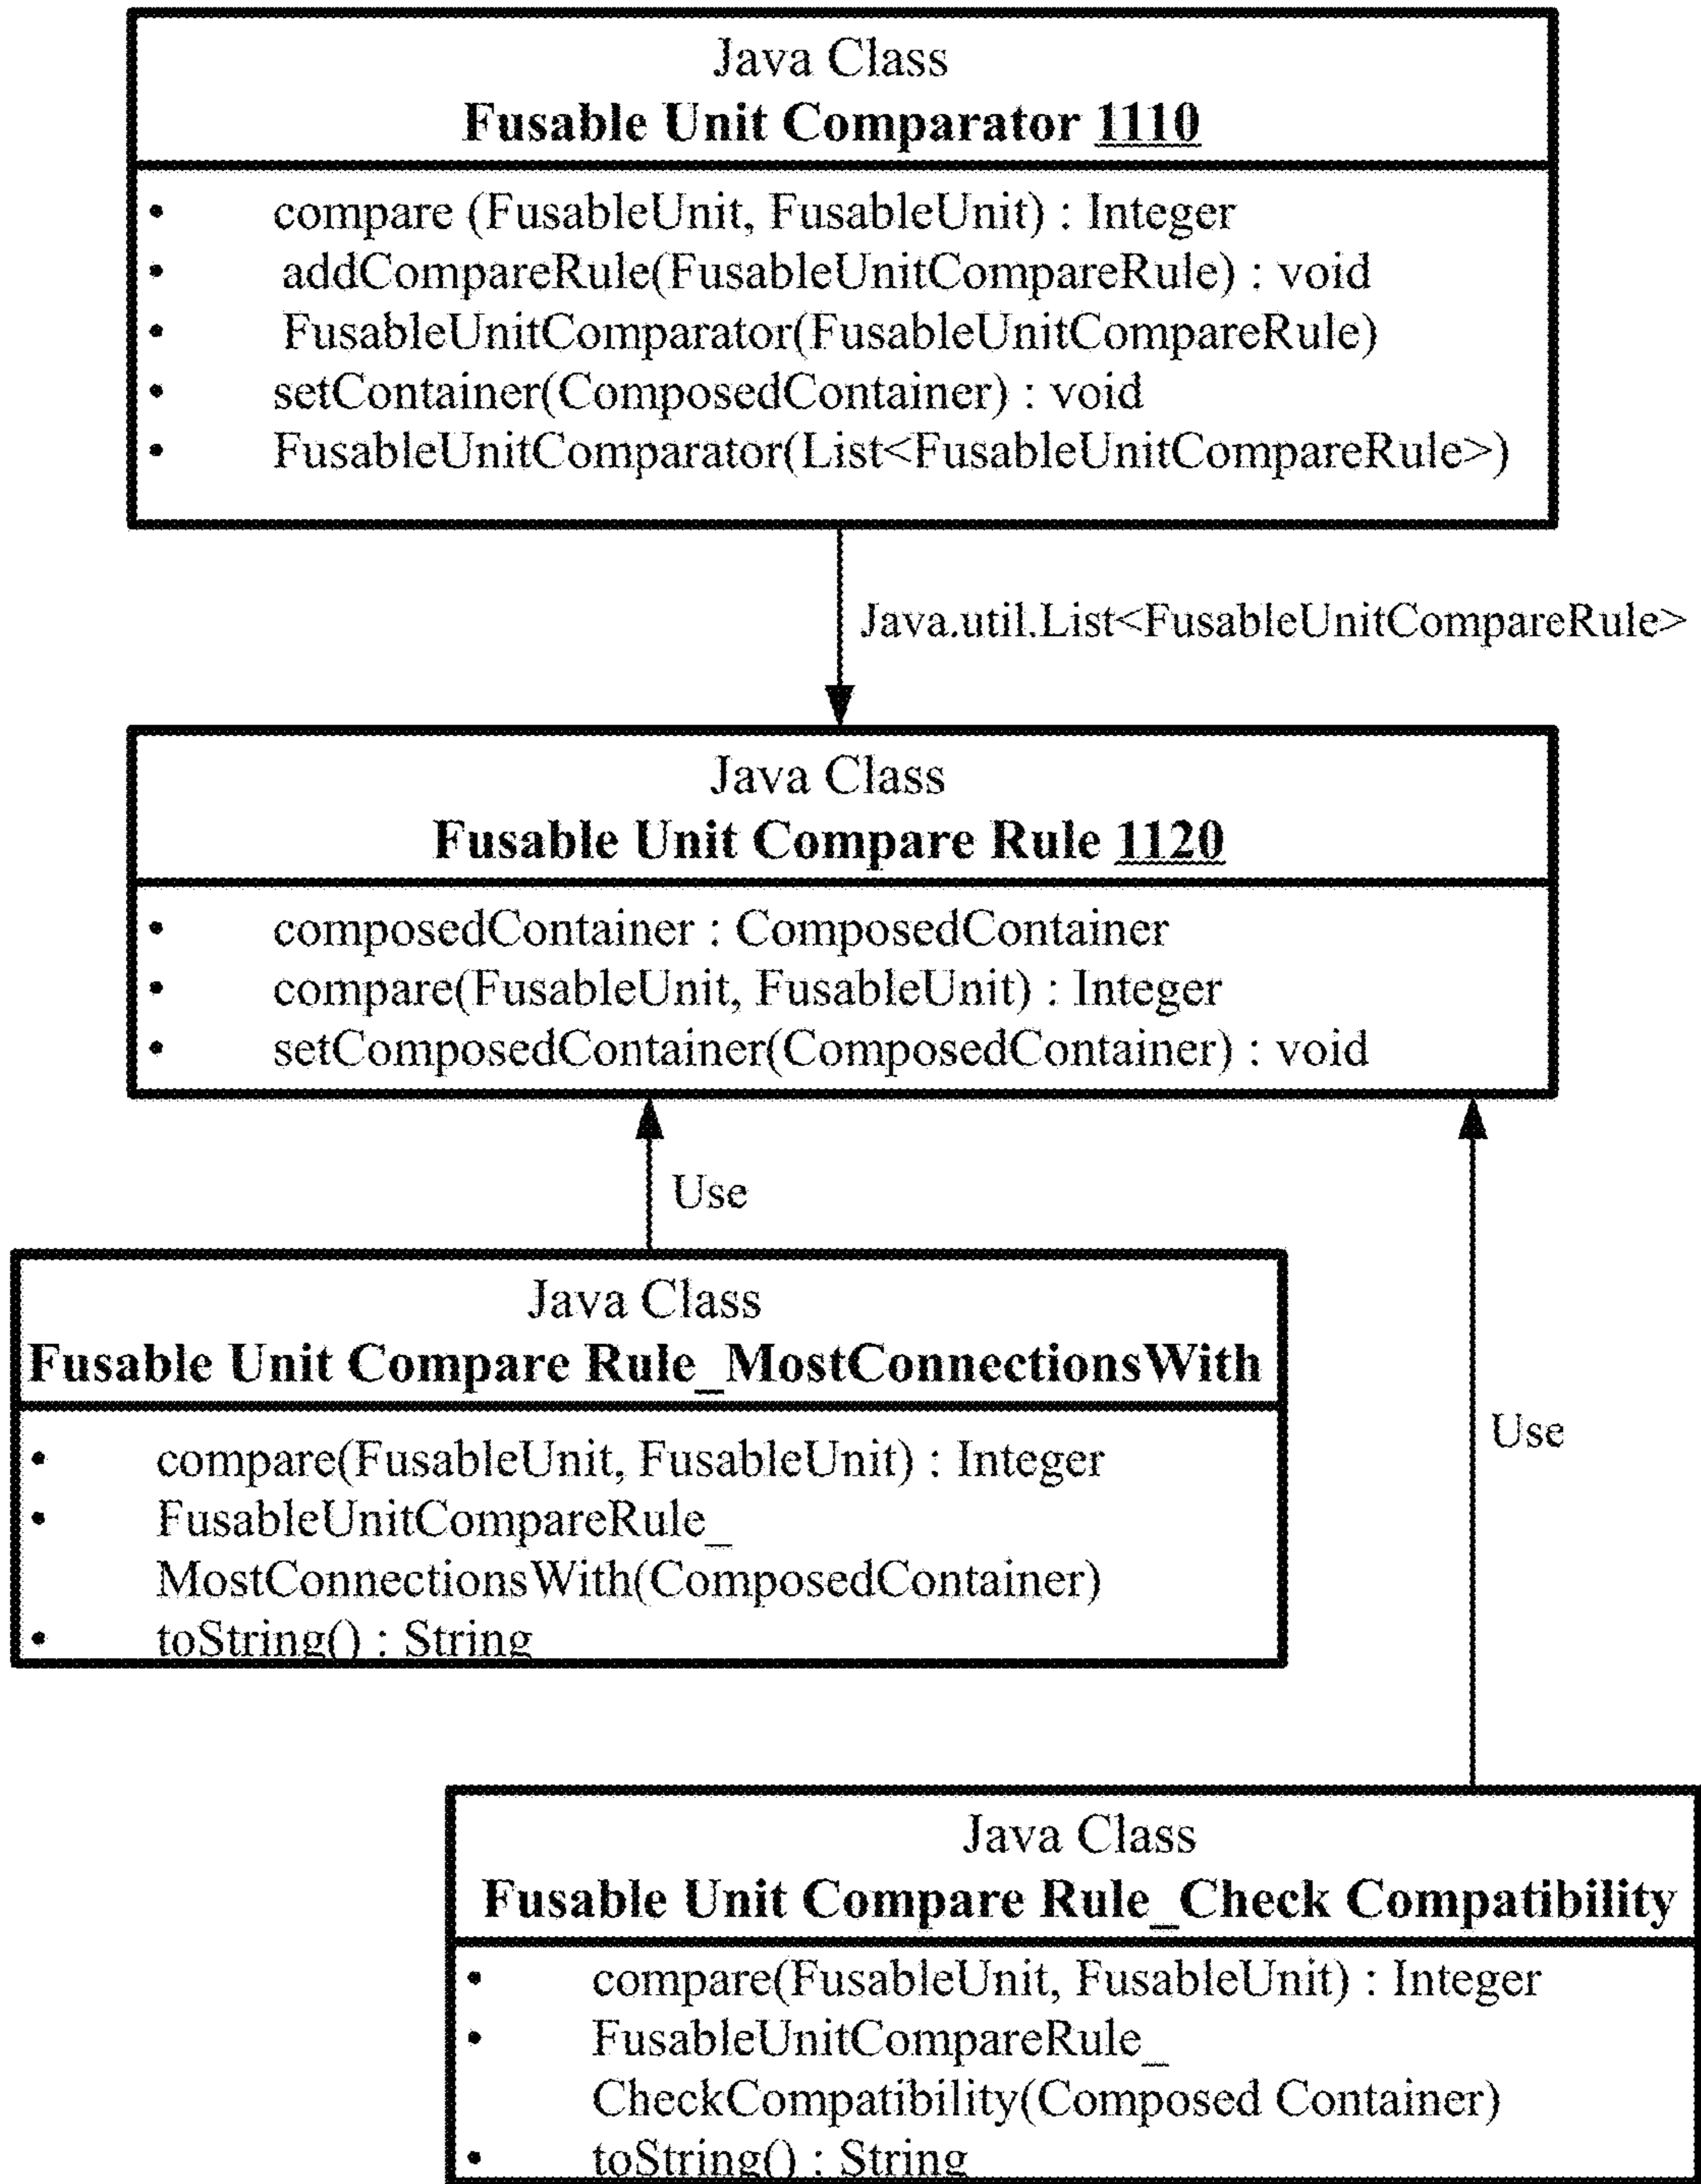 Java Class
Fusable Unit Comparator 1110
• compare (FusableUnit, FusableUnit) : Integer
• addCompareRule(FusableUnitCompareRule) : void
• FusableUnitComparator(FusableUnitCompareRule)
• setContainer(ComposedContainer) : void
• FusableUnitComparator(List<FusableUnitCompareRule>)
Java.util.List<FusableUnitCompareRule>
Java Class
Fusable Unit Compare Rule 1120
• composedContainer : ComposedContainer
• compare(FusableUnit, FusableUnit) : Integer
• setComposedContainer(ComposedContainer) : void
Use
Java Class
Fusable Unit Compare Rule_MostConnectionsWith
• compare(FusableUnit, FusableUnit) : Integer
• FusableUnitCompareRule_
MostConnectionsWith(ComposedContainer)
• toString() : String
Use
Java Class
Fusable Unit Compare Rule_Check Compatibility
• compare(FusableUnit, FusableUnit) : Integer
• FusableUnitCompareRule_
CheckCompatibility(Composed Container)
• toString() : String